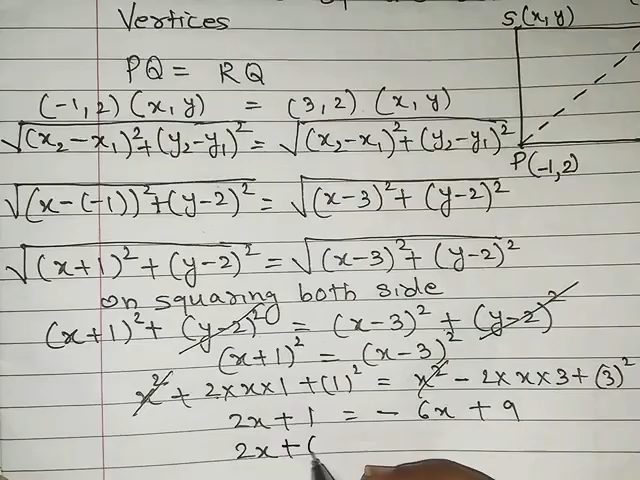 Vertices
S(x, y)
PQ = RQ
(-1, 2) (x, y) = (3, 2) (x, y)
√(x₂-x₁)²+(y₂-y₁)² = √(x₂-x₁)²+(y₂-y₁)²
P(-1, 2)
√(x-(-1))²+(y-2)² = √(x-3)²+(y-2)²
√(x+1)²+(y-2)² = √(x-3)²+(y-2)²
on squaring both side
(x+1)²+(y-2)² = (x-3)²+(y-2)²
(x+1)² = (x-3)²
x²+2×x×1+(1)² = x²-2×x×3+(3)²
2x+1 = -6x+9
2x+